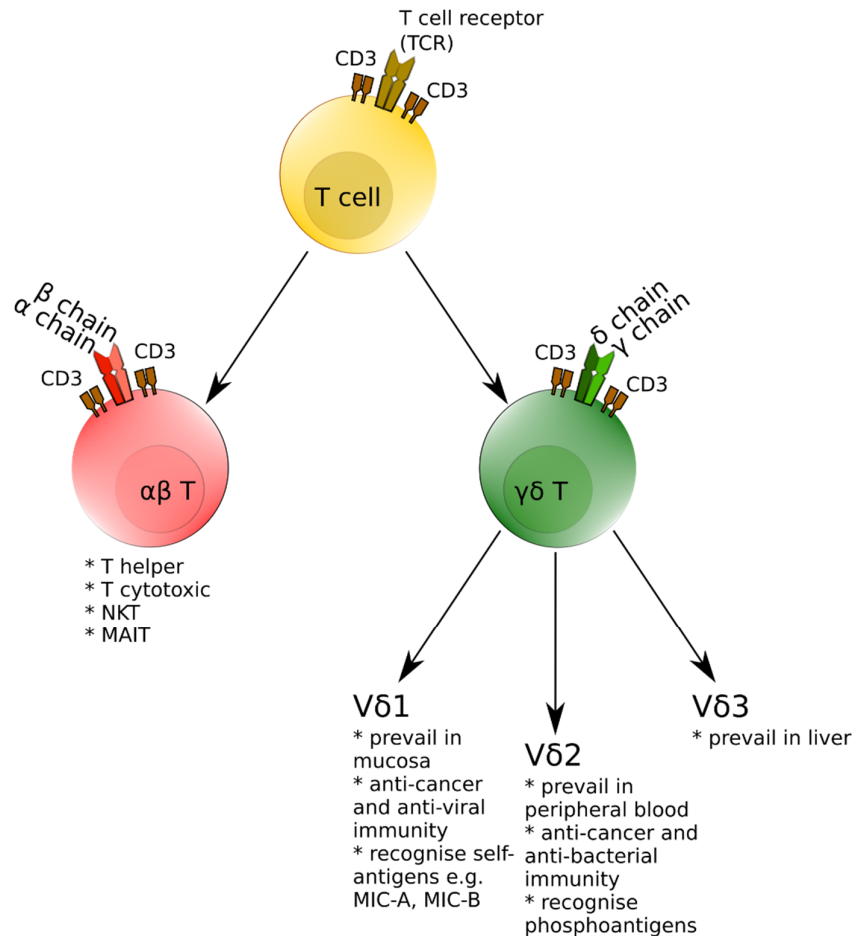 T cell receptor
(TCR)
CD3
CD3
T cell
β chain
α chain
CD3
CD3
αβ T
* T helper
* T cytotoxic
* NKT
* MAIT
δ chain
γ chain
CD3
CD3
γδ T
Vδ1
* prevail in
mucosa
* anti-cancer
and anti-viral
immunity
* recognise self-
antigens e.g.
MIC-A, MIC-B
Vδ2
* prevail in
peripheral blood
* anti-cancer and
anti-bacterial
immunity
* recognise
phosphoantigens
Vδ3
* prevail in liver